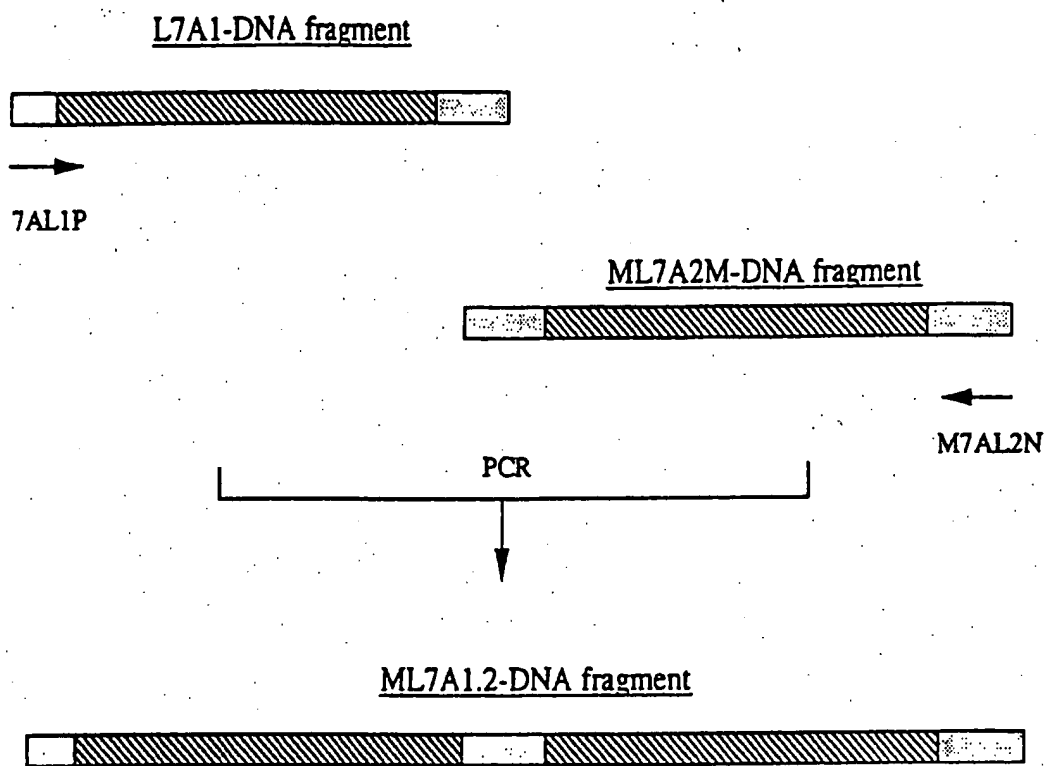 L7A1-DNA fragment
7AL1P
ML7A2M-DNA fragment
M7AL2N
PCR
ML7A1.2-DNA fragment